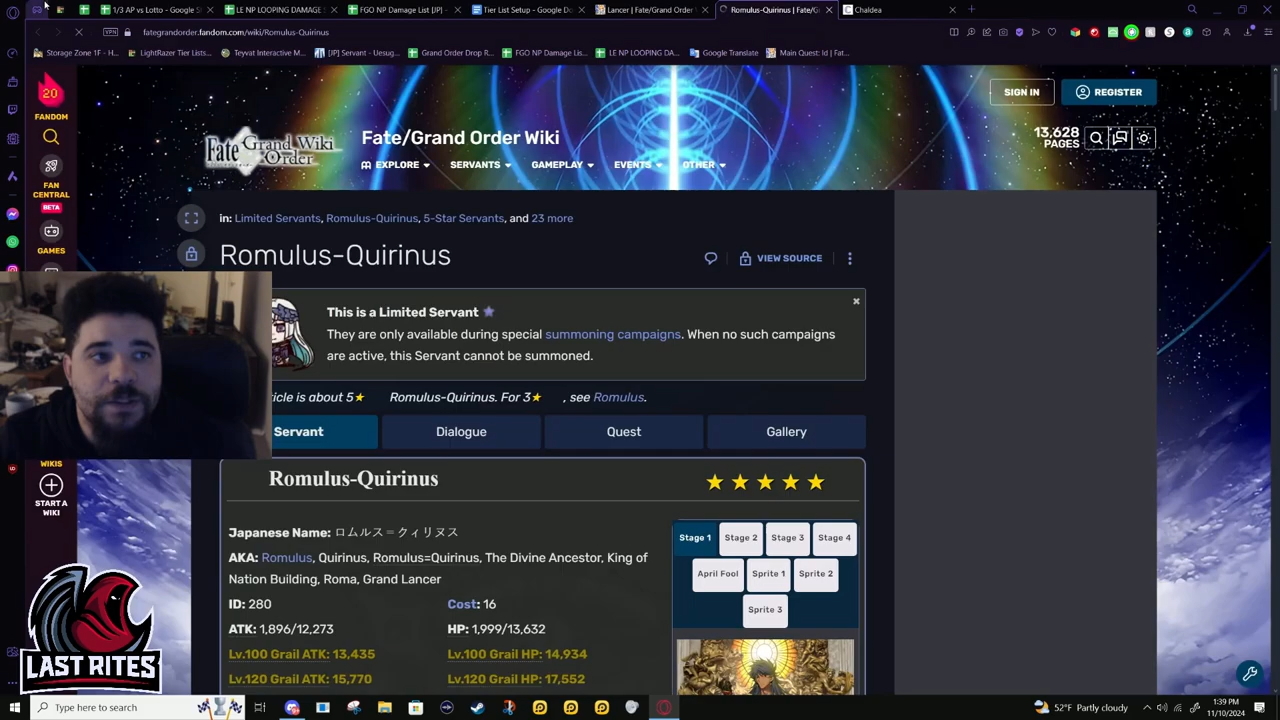 1/3 AP vs Lotto - Google S
LE NP LOOPING DAMAGE
FGO NP Damage List [JP] -
Tier List Setup - Google Do
Lancer | Fate/Grand Order
Romulus-Quirinus | Fate/G
Chaldea
VPN
fategrandorder.fandom.com/wiki/Romulus-Quirinus
Storage Zone 1F - H...
LightRazer Tier Lists...
Teyvat Interactive M...
[JP] Servant - Uesug...
Grand Order Drop R...
FGO NP Damage Lis...
LE NP LOOPING DA...
Google Translate
Main Quest: Id | Fat...
20
FANDOM
FAN
CENTRAL
BETA
GAMES
WIKIS
START A
WIKI
SIGN IN
REGISTER
Fate Grand Wiki
Order
Fate/Grand Order Wiki
13,628
PAGES
EXPLORE
SERVANTS
GAMEPLAY
EVENTS
OTHER
in: Limited Servants, Romulus-Quirinus, 5-Star Servants, and 23 more
Romulus-Quirinus
VIEW SOURCE
This is a Limited Servant
They are only available during special summoning campaigns. When no such campaigns
are active, this Servant cannot be summoned.
icle is about 5★ Romulus-Quirinus. For 3★ , see Romulus.
Servant
Dialogue
Quest
Gallery
Romulus-Quirinus
★ ★ ★ ★ ★
Japanese Name: ロムルス＝クィリヌス
AKA: Romulus, Quirinus, Romulus=Quirinus, The Divine Ancestor, King of
Nation Building, Roma, Grand Lancer
ID: 280
Cost: 16
ATK: 1,896/12,273
HP: 1,999/13,632
Lv.100 Grail ATK: 13,435
Lv.100 Grail HP: 14,934
Lv.120 Grail ATK: 15,770
Lv.120 Grail HP: 17,552
Stage 1
Stage 2
Stage 3
Stage 4
April Fool
Sprite 1
Sprite 2
Sprite 3
LAST RITES
Type here to search
52°F Partly cloudy
1:39 PM
11/10/2024